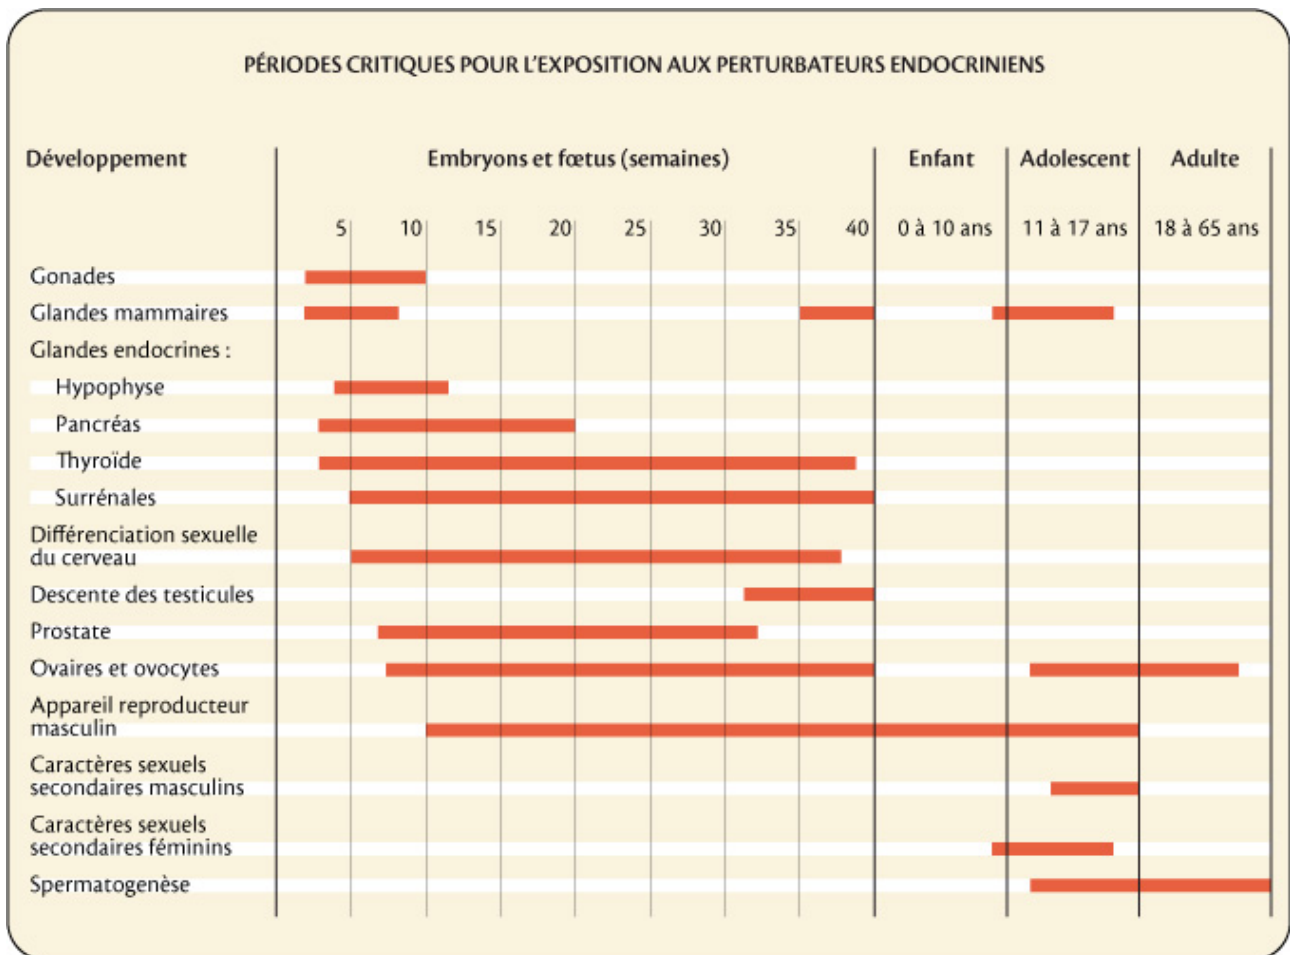 PÉRIODES CRITIQUES POUR L'EXPOSITION AUX PERTURBATEURS ENDOCRINIENS
Développement Embryons et fœtus (semaines) Enfant Adolescent Adulte
5 10 15 20 25 30 35 40 0 à 10 ans 11 à 17 ans 18 à 65 ans
Gonades
Glandes mammaires
Glandes endocrines :
Hypophyse
Pancréas
Thyroïde
Surrénales
Différenciation sexuelle
du cerveau
Descente des testicules
Prostate
Ovaires et ovocytes
Appareil reproducteur
masculin
Caractères sexuels
secondaires masculins
Caractères sexuels
secondaires féminins
Spermatogenèse